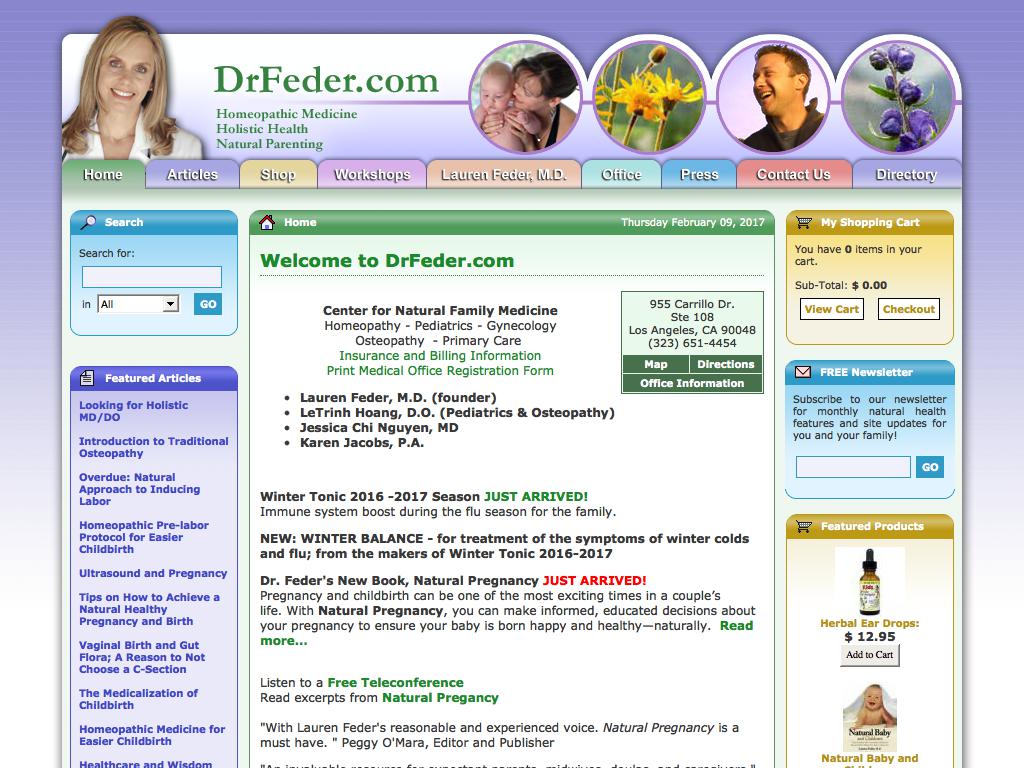 DrFeder.com
Homeopathic Medicine
Holistic Health
Natural Parenting
Home
Articles
Shop
Workshops
Lauren Feder, M.D.
Office
Press
Contact Us
Directory
Search
Search for:
in All GO
Featured Articles
Looking for Holistic
MD/DO
Introduction to Traditional
Osteopathy
Overdue: Natural
Approach to Inducing
Labor
Homeopathic Pre-labor
Protocol for Easier
Childbirth
Ultrasound and Pregnancy
Tips on How to Achieve a
Natural Healthy
Pregnancy and Birth
Vaginal Birth and Gut
Flora; A Reason to Not
Choose a C-Section
The Medicalization of
Childbirth
Homeopathic Medicine for
Easier Childbirth
Healthcare and Wisdom
Home Thursday February 09, 2017
Welcome to DrFeder.com
Center for Natural Family Medicine
Homeopathy - Pediatrics - Gynecology
Osteopathy - Primary Care
Insurance and Billing Information
Print Medical Office Registration Form
955 Carrillo Dr.
Ste 108
Los Angeles, CA 90048
(323) 651-4454
Map Directions
Office Information
• Lauren Feder, M.D. (founder)
• LeTrinh Hoang, D.O. (Pediatrics & Osteopathy)
• Jessica Chi Nguyen, MD
• Karen Jacobs, P.A.
Winter Tonic 2016 -2017 Season JUST ARRIVED!
Immune system boost during the flu season for the family.
NEW: WINTER BALANCE - for treatment of the symptoms of winter colds
and flu; from the makers of Winter Tonic 2016-2017
Dr. Feder's New Book, Natural Pregnancy JUST ARRIVED!
Pregnancy and childbirth can be one of the most exciting times in a couple's
life. With Natural Pregnancy, you can make informed, educated decisions about
your pregnancy to ensure your baby is born happy and healthy—naturally. Read
more...
Listen to a Free Teleconference
Read excerpts from Natural Pregancy
"With Lauren Feder's reasonable and experienced voice. Natural Pregnancy is a
must have. " Peggy O'Mara, Editor and Publisher
"An invaluable resource for expectant parents, midwives, doulas, and caregivers."
My Shopping Cart
You have 0 items in your
cart.
Sub-Total: $ 0.00
View Cart Checkout
FREE Newsletter
Subscribe to our newsletter
for monthly natural health
features and site updates for
you and your family!
GO
Featured Products
Herbal Ear Drops:
$ 12.95
Add to Cart
Natural Baby
Natural Baby and